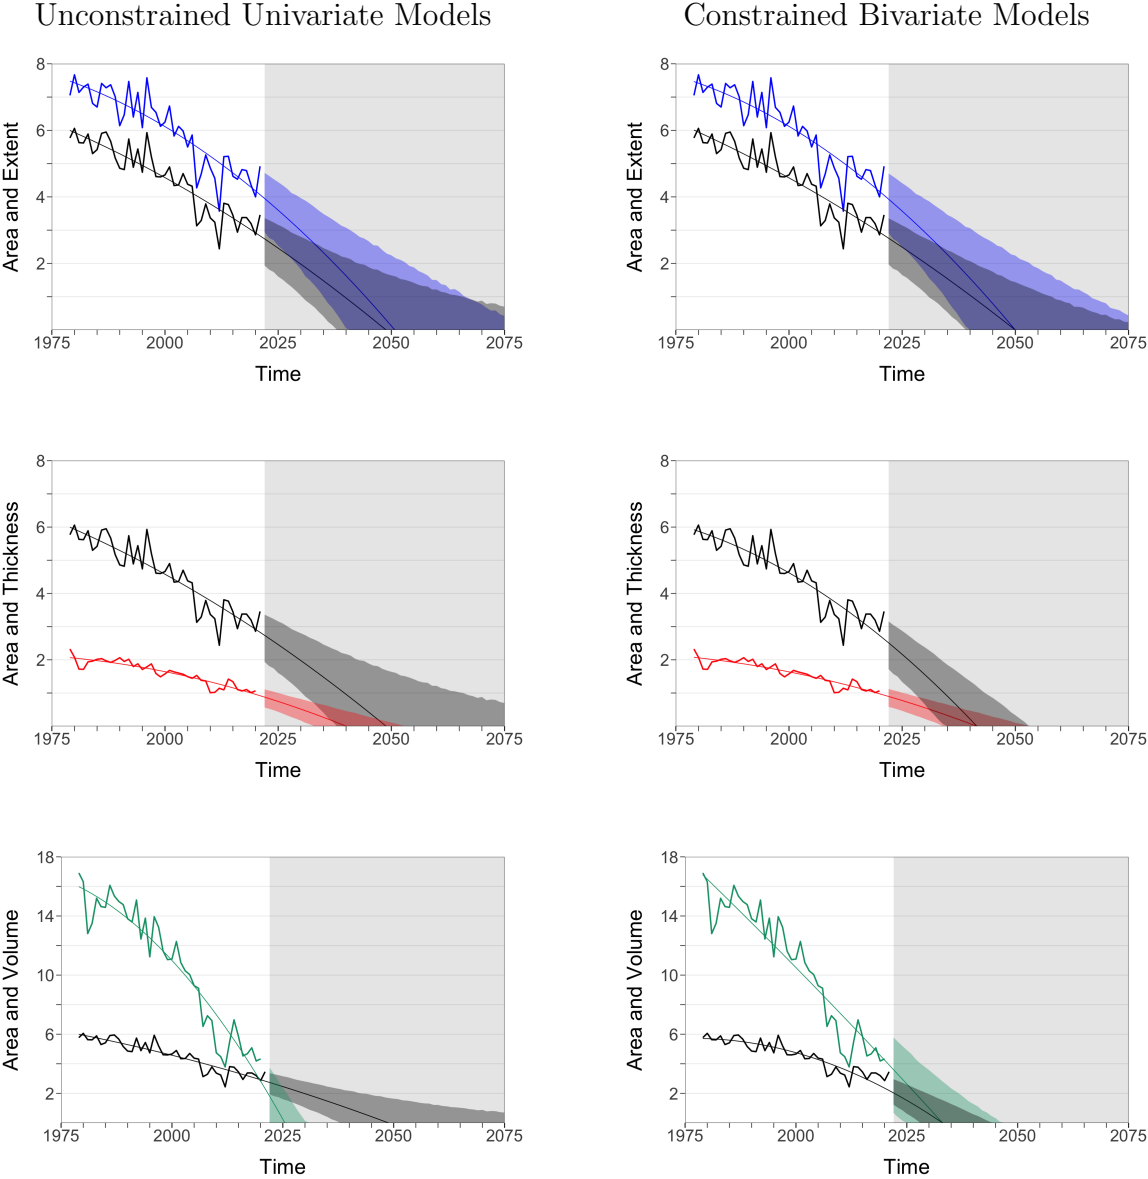 Unconstrained Univariate Models
Constrained Bivariate Models
Area and Extent
8
6
4
2
1975 2000 2025 2050 2075
Time
Area and Extent
8
6
4
2
1975 2000 2025 2050 2075
Time
Area and Thickness
8
6
4
2
1975 2000 2025 2050 2075
Time
Area and Thickness
8
6
4
2
1975 2000 2025 2050 2075
Time
Area and Volume
18
14
10
6
2
1975 2000 2025 2050 2075
Time
Area and Volume
18
14
10
6
2
1975 2000 2025 2050 2075
Time